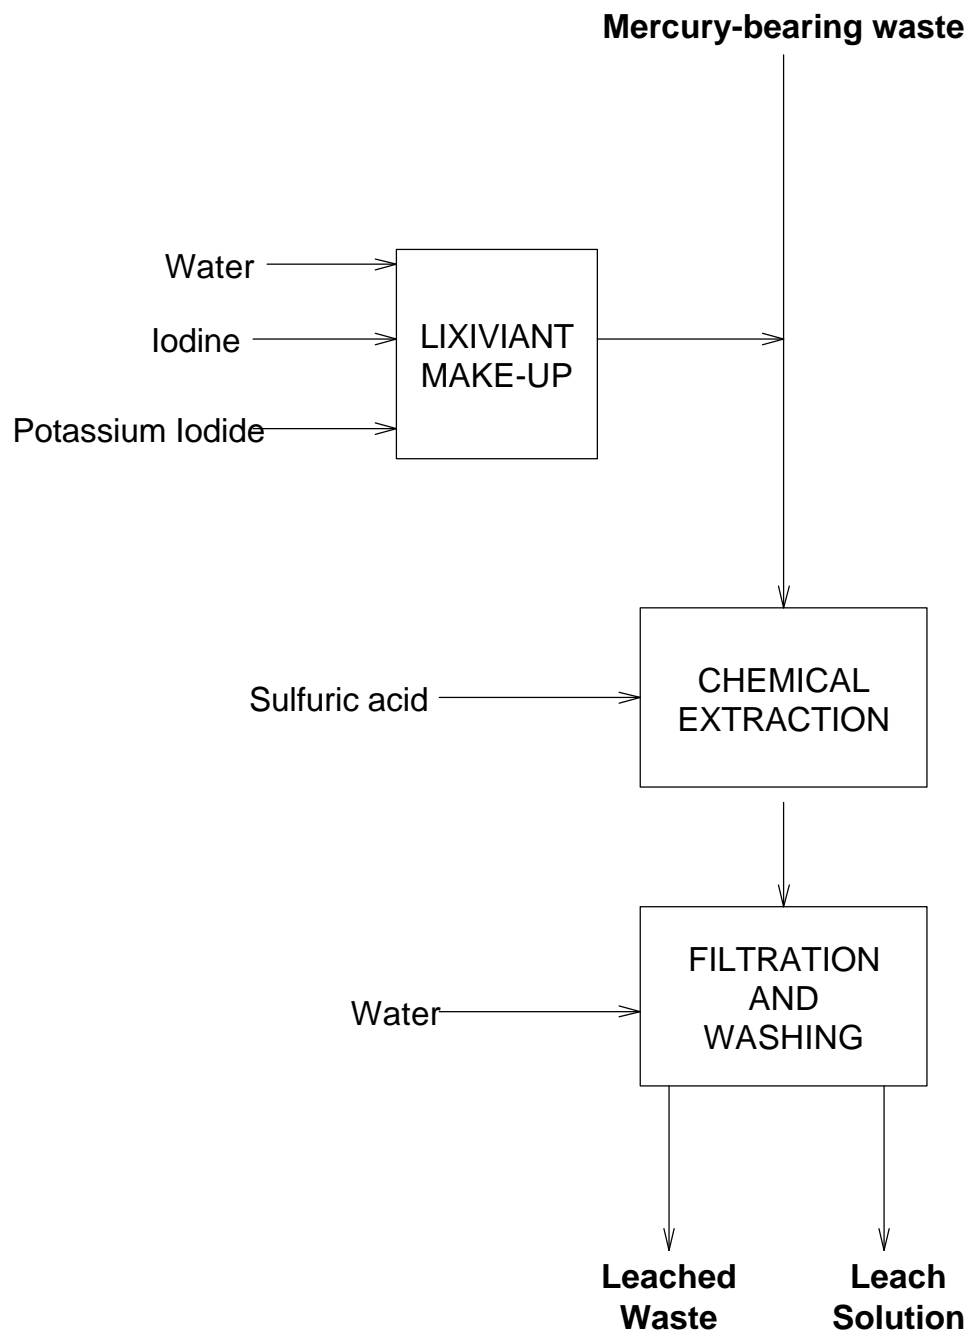 Mercury-bearing waste
Water
Iodine
Potassium Iodide
LIXIVIANT
MAKE-UP
Sulfuric acid
CHEMICAL
EXTRACTION
Water
FILTRATION
AND
WASHING
Leached
Waste
Leach
Solution